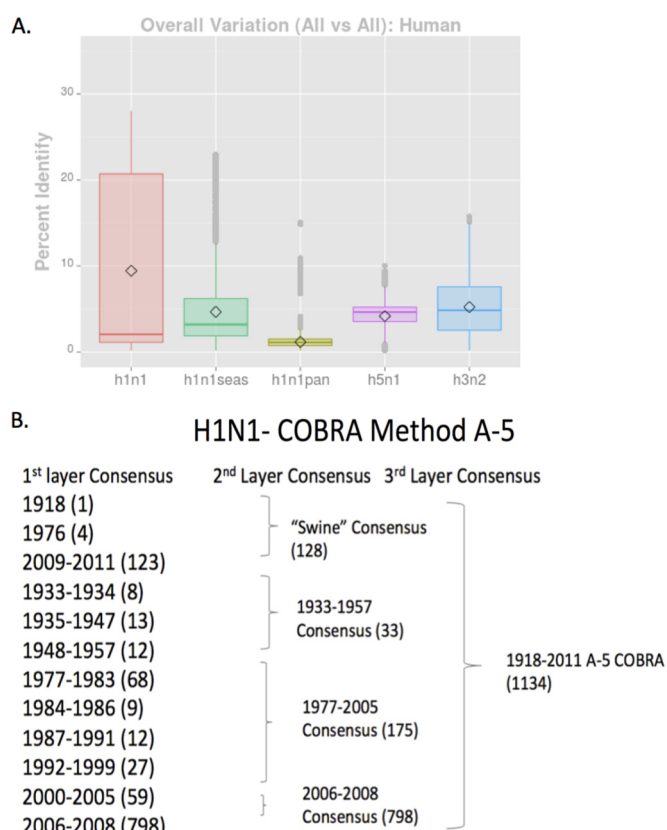 A.
Overall Variation (All vs All): Human
Percent Identify
30
20
10
0
h1n1
h1n1seas
h1n1pan
h5n1
h3n2
B.
H1N1- COBRA Method A-5
1st layer Consensus
2nd Layer Consensus
3rd Layer Consensus
1918 (1)
1976 (4)
2009-2011 (123)
1933-1934 (8)
1935-1947 (13)
1948-1957 (12)
1977-1983 (68)
1984-1986 (9)
1987-1991 (12)
1992-1999 (27)
2000-2005 (59)
2006-2008 (798)
“Swine” Consensus
(128)
1933-1957
Consensus (33)
1977-2005
Consensus (175)
2006-2008
Consensus (798)
1918-2011 A-5 COBRA
(1134)